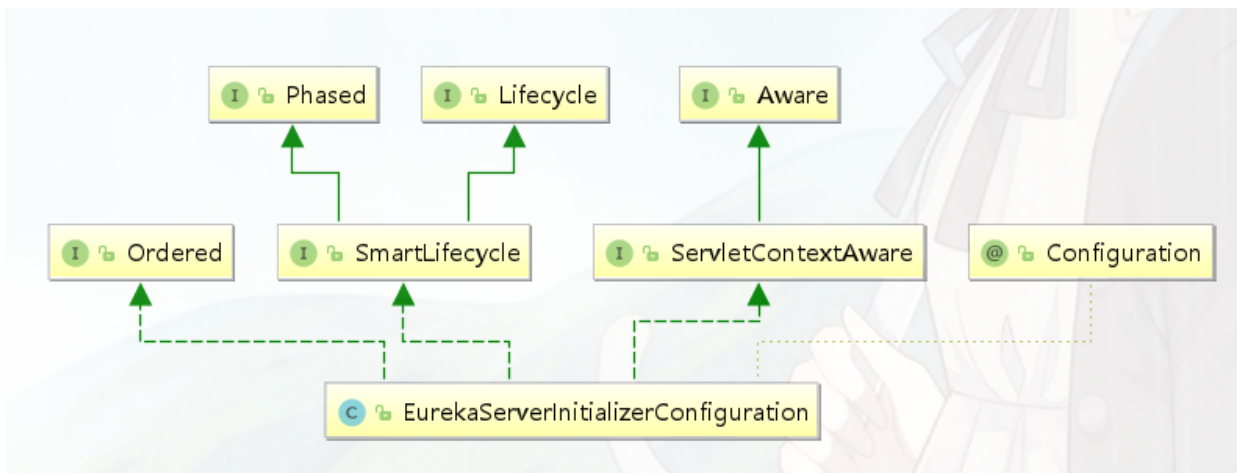 I Phased
I Lifecycle
I Aware
I Ordered
I SmartLifecycle
I ServletContextAware
@ Configuration
C EurekaServerInitializerConfiguration